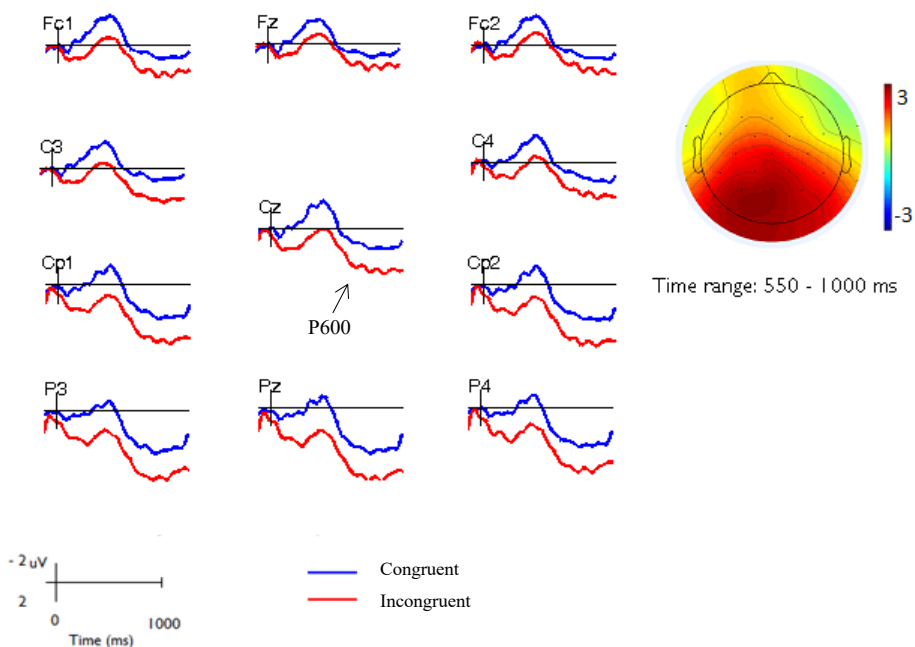 Fc1 Fz Fc2
3
C3 C4
Cz
-3
Cp1 Cp2
Time range: 550 - 1000 ms
P600
P3 Pz P4
- 2 uV
Congruent
2
Incongruent
0 1000
Time (ms)